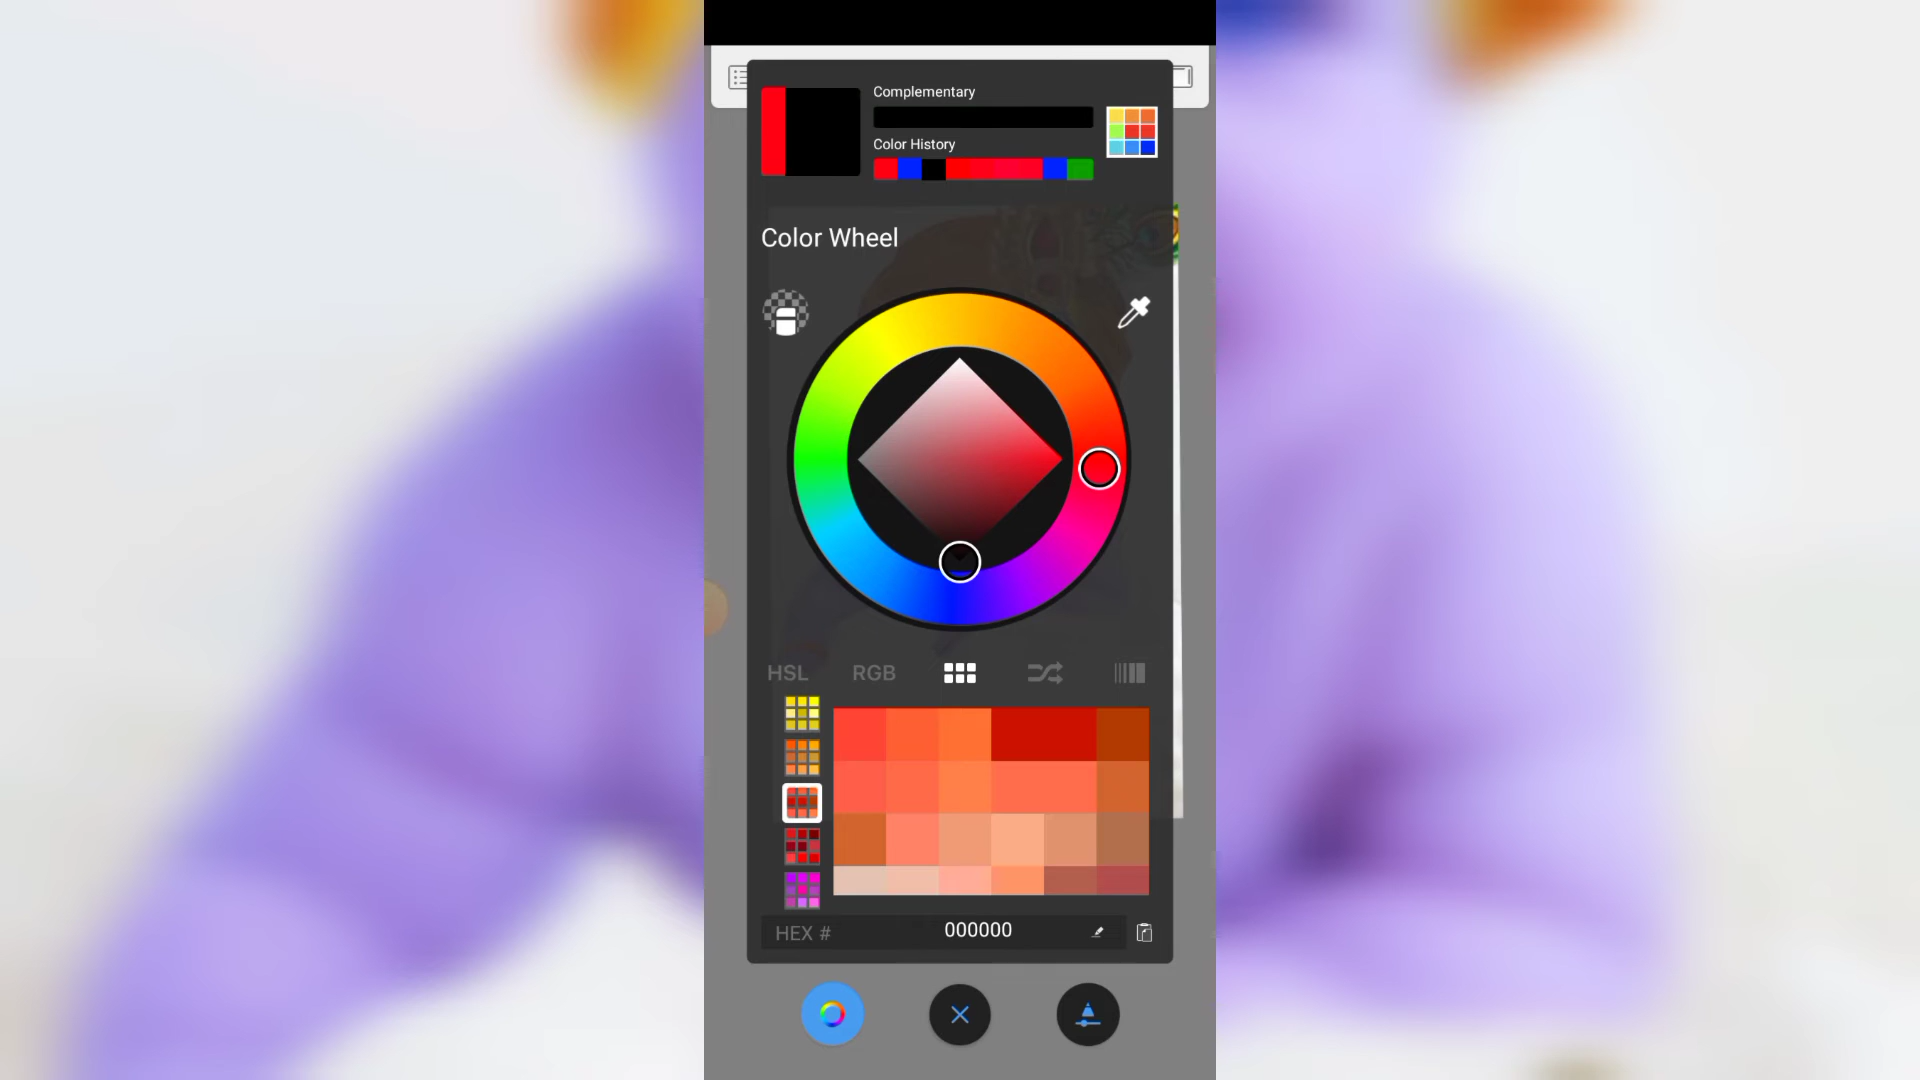 Complementary
Color History
Color Wheel
HSL
RGB
HEX #
000000